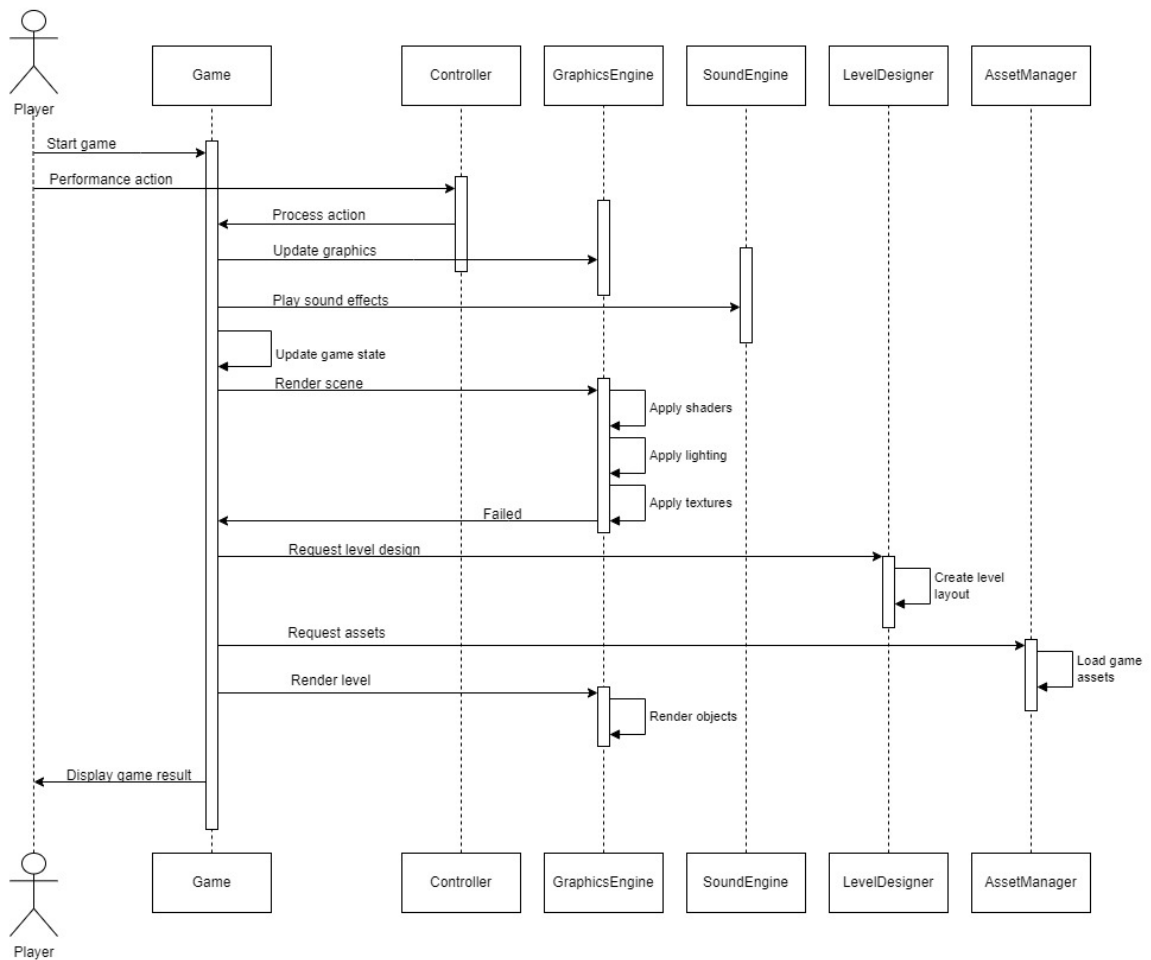 Game
Controller
GraphicsEngine
SoundEngine
LevelDesigner
AssetManager
Player
Start game
Performance action
Process action
Update graphics
Play sound effects
Update game state
Render scene
Apply shaders
Apply lighting
Apply textures
Failed
Request level design
Create level
layout
Request assets
Load game
assets
Render level
Render objects
Display game result
Game
Controller
GraphicsEngine
SoundEngine
LevelDesigner
AssetManager
Player